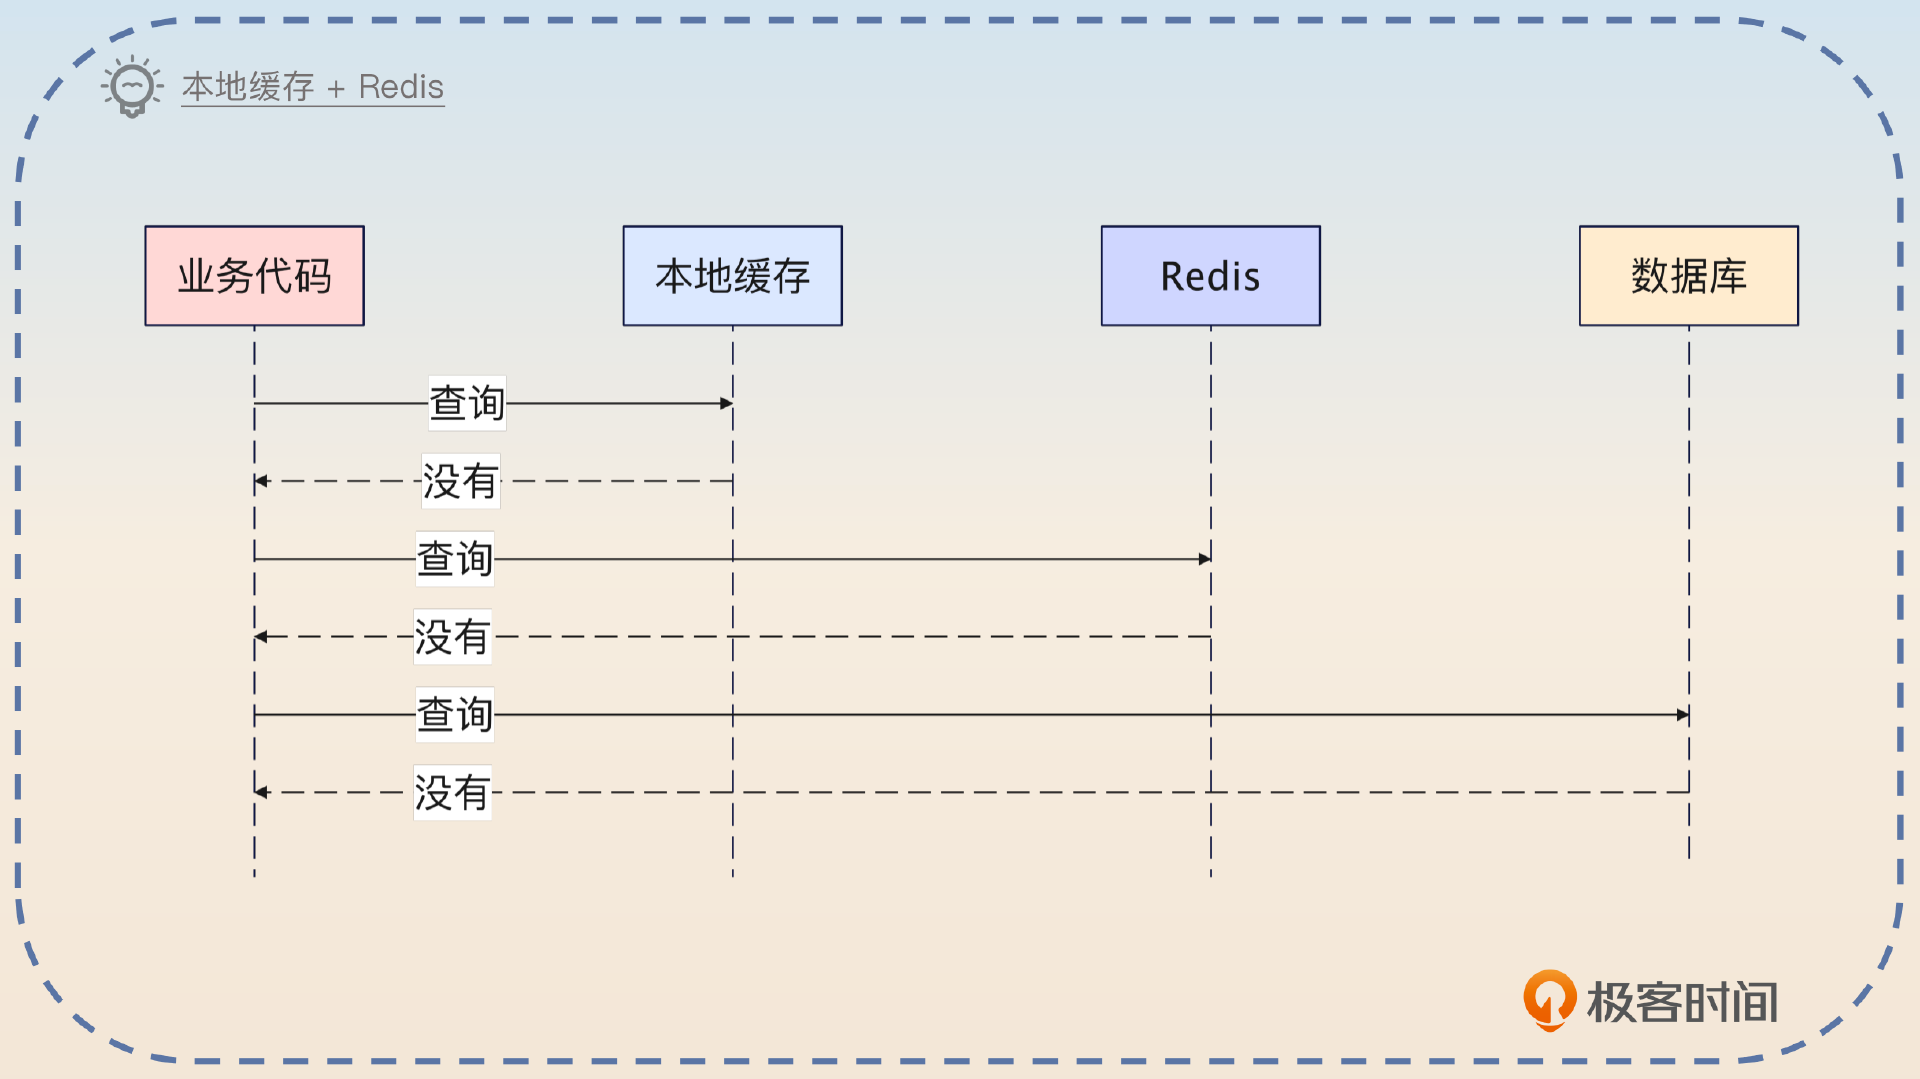 本地缓存 + Redis
业务代码
本地缓存
Redis
数据库
查询
没有
查询
没有
查询
没有
极客时间